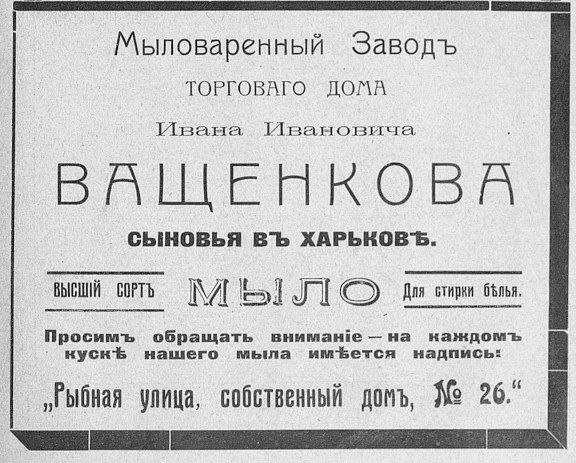 Мыловаренный Заводъ
ТОРГОВАГО ДОМА
Ивана Ивановича
ВАЩЕНКОВА
СЫНОВЬЯ ВЪ ХАРЬКОВѢ.
ВЫСШІЙ СОРТЪ МЫЛО Для стирки бѣлья.
Просимъ обращать вниманіе — на каждомъ
кускѣ нашего мыла имѣется надпись:
„Рыбная улица, собственный домъ, № 26.“